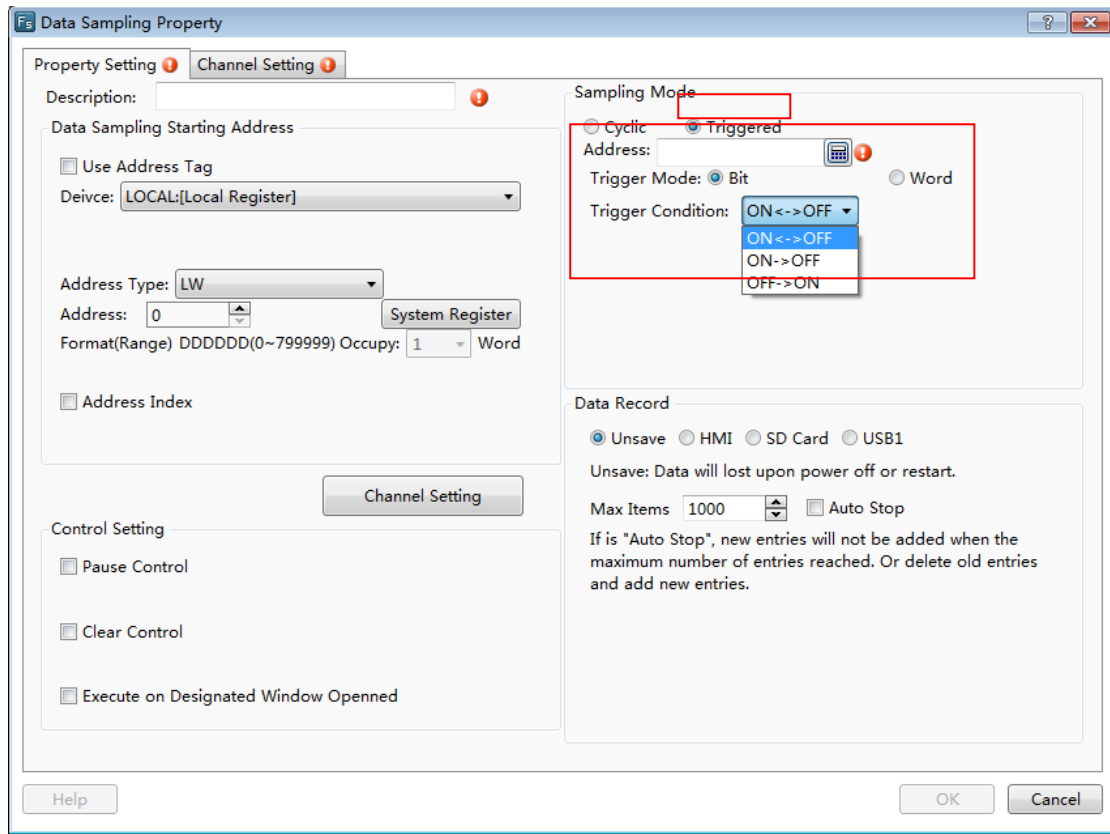 Fs Data Sampling Property
Property Setting
Channel Setting
Description:
Data Sampling Starting Address
Use Address Tag
Deivce: LOCAL:[Local Register]
Address Type: LW
Address: 0 System Register
Format(Range) DDDDDD(0~799999) Occupy: 1 Word
Address Index
Channel Setting
Control Setting
Pause Control
Clear Control
Execute on Designated Window Openned
Sampling Mode
Cyclic Triggered
Address:
Trigger Mode: Bit Word
Trigger Condition: ON<->OFF
ON<->OFF
ON->OFF
OFF->ON
Data Record
Unsave HMI SD Card USB1
Unsave: Data will lost upon power off or restart.
Max Items 1000 Auto Stop
If is "Auto Stop", new entries will not be added when the
maximum number of entries reached. Or delete old entries
and add new entries.
Help
OK
Cancel